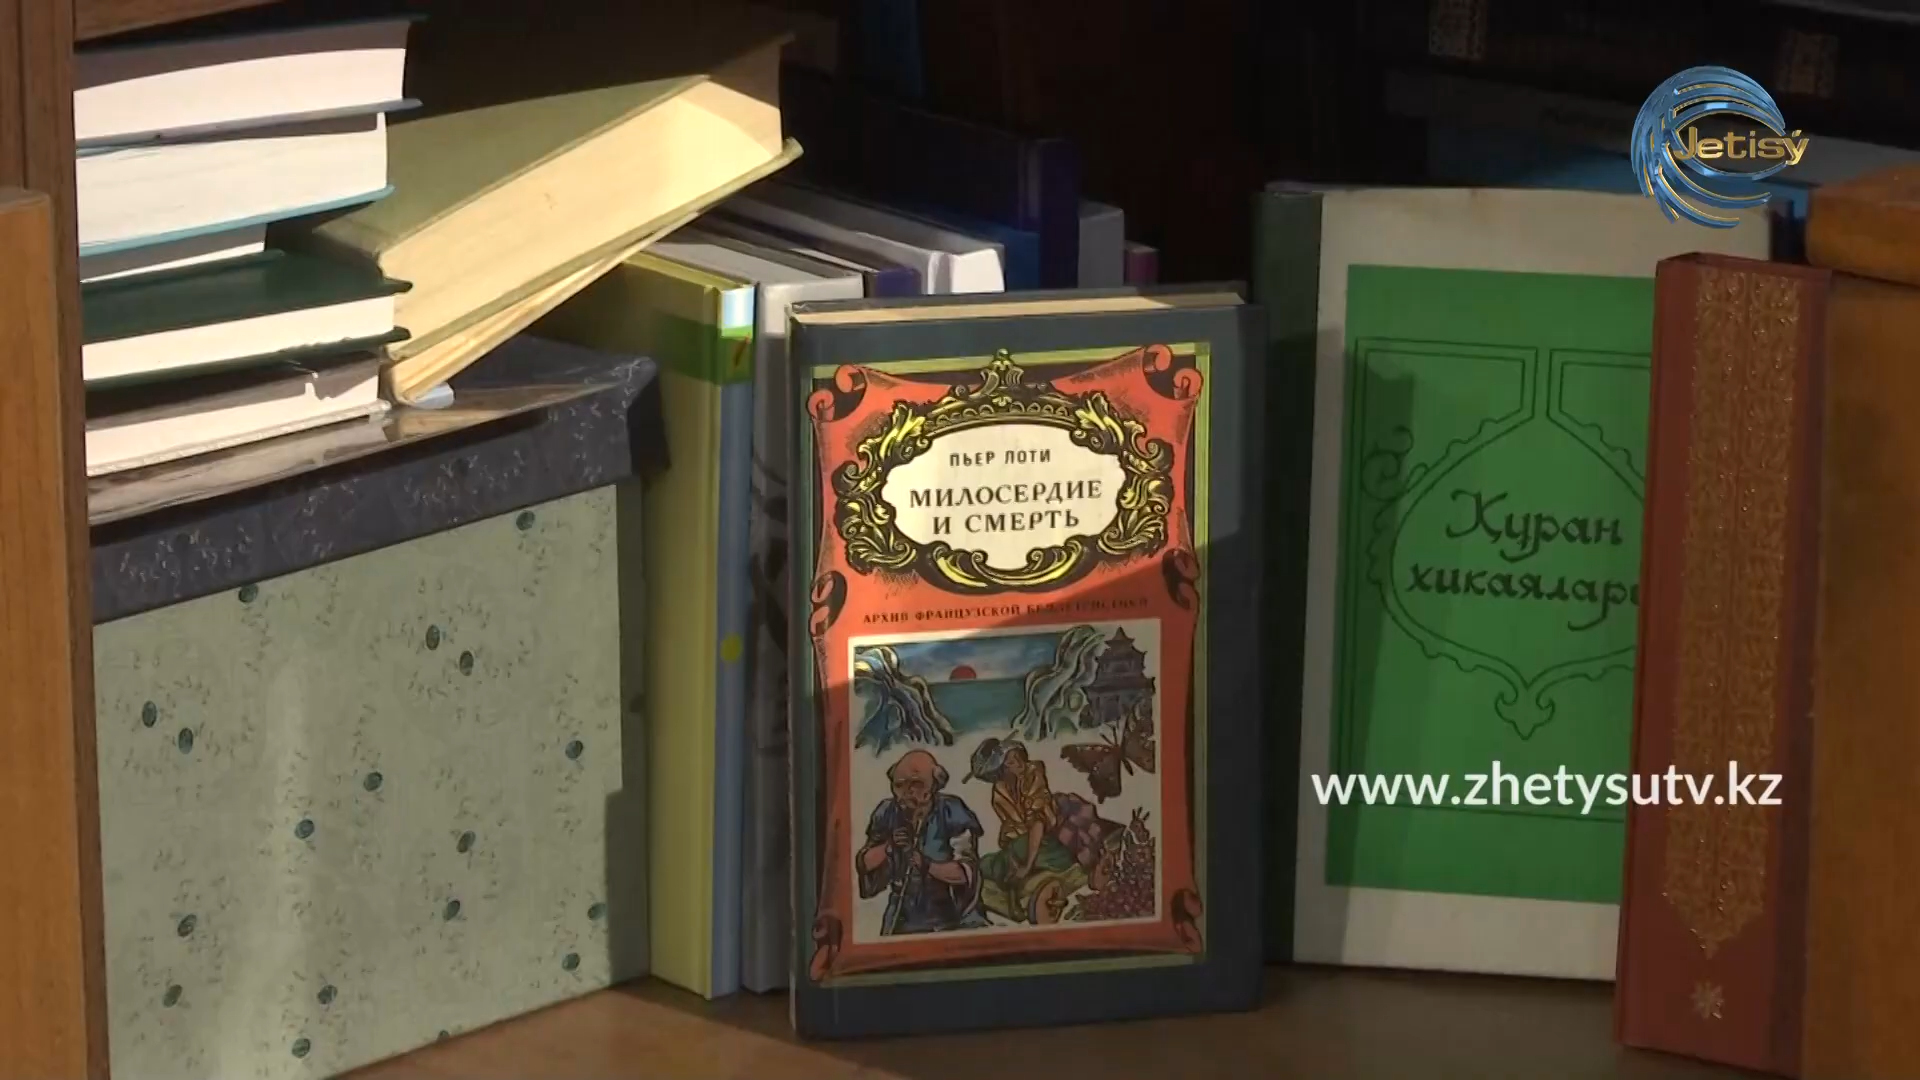 Jetisý
ПЬЕР ЛОТИ
МИЛОСЕРДИЕ
И СМЕРТЬ
АРХИВ ФРАНЦУЗСКОЙ БЕЛЛЕТРИСТИКИ
Құран
хикаялары
www.zhetysutv.kz